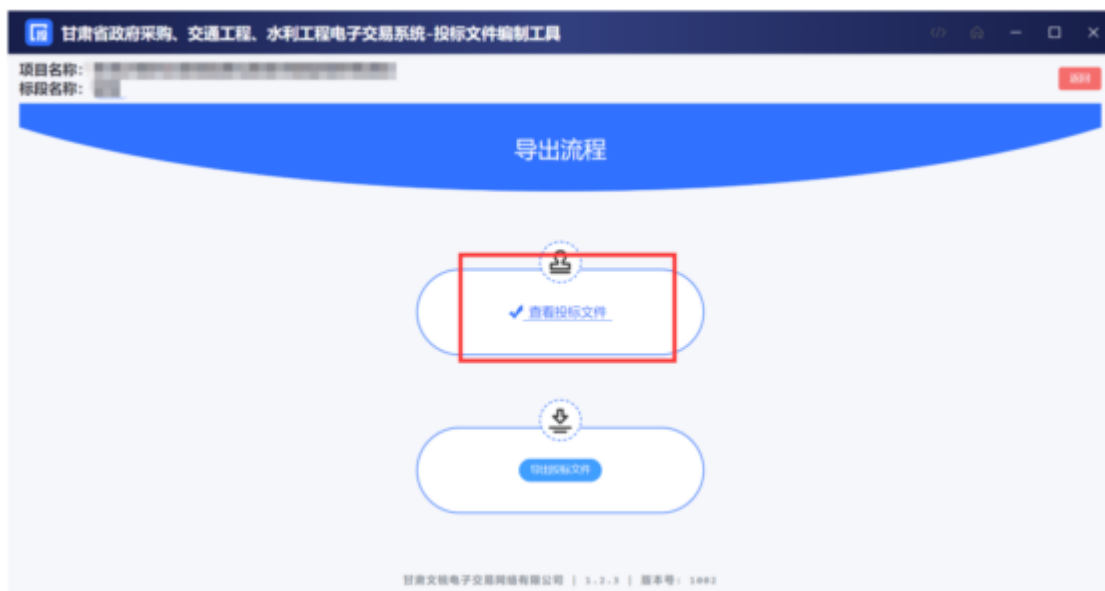 甘肃省政府采购、交通工程、水利工程电子交易系统-投标文件编制工具
项目名称：
标段名称：
返回
导出流程
查看投标文件
导出投标文件
甘肃文锐电子交易网络有限公司 | 1.2.3 | 版本号: 1002